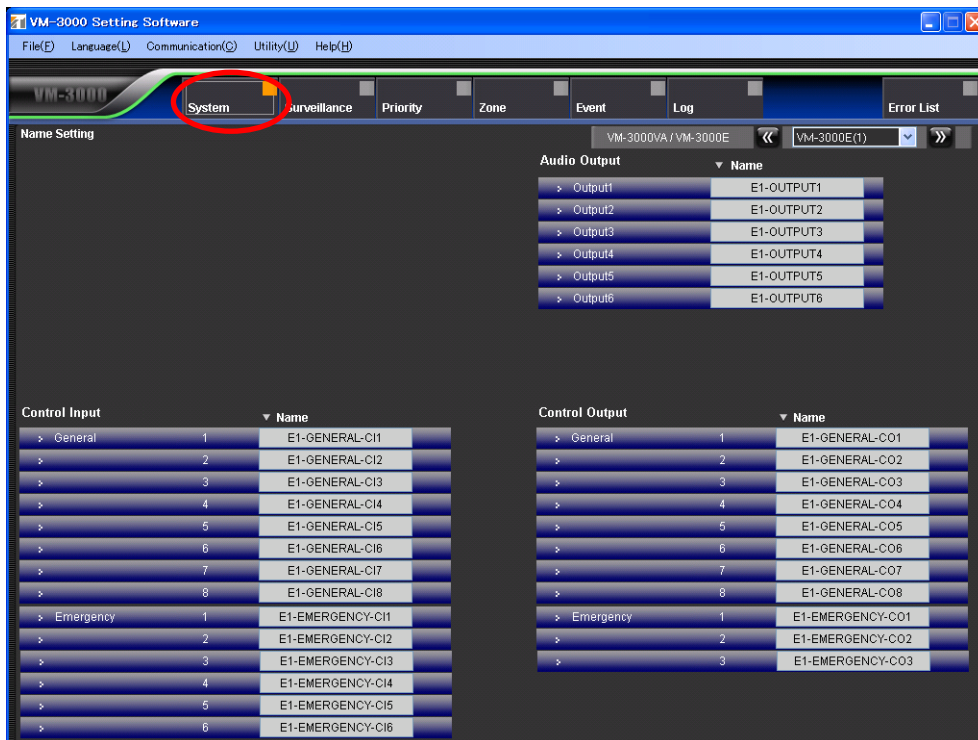 VM-3000 Setting Software
File(F) Language(L) Communication(C) Utility(U) Help(H)
VM-3000
System Surveillance Priority Zone Event Log Error List
Name Setting
VM-3000VA / VM-3000E VM-3000E(1)
Audio Output Name
Output1 E1-OUTPUT1
Output2 E1-OUTPUT2
Output3 E1-OUTPUT3
Output4 E1-OUTPUT4
Output5 E1-OUTPUT5
Output6 E1-OUTPUT6
Control Input Name
General 1 E1-GENERAL-CI1
2 E1-GENERAL-CI2
3 E1-GENERAL-CI3
4 E1-GENERAL-CI4
5 E1-GENERAL-CI5
6 E1-GENERAL-CI6
7 E1-GENERAL-CI7
8 E1-GENERAL-CI8
Emergency 1 E1-EMERGENCY-CI1
2 E1-EMERGENCY-CI2
3 E1-EMERGENCY-CI3
4 E1-EMERGENCY-CI4
5 E1-EMERGENCY-CI5
6 E1-EMERGENCY-CI6
Control Output Name
General 1 E1-GENERAL-CO1
2 E1-GENERAL-CO2
3 E1-GENERAL-CO3
4 E1-GENERAL-CO4
5 E1-GENERAL-CO5
6 E1-GENERAL-CO6
7 E1-GENERAL-CO7
8 E1-GENERAL-CO8
Emergency 1 E1-EMERGENCY-CO1
2 E1-EMERGENCY-CO2
3 E1-EMERGENCY-CO3